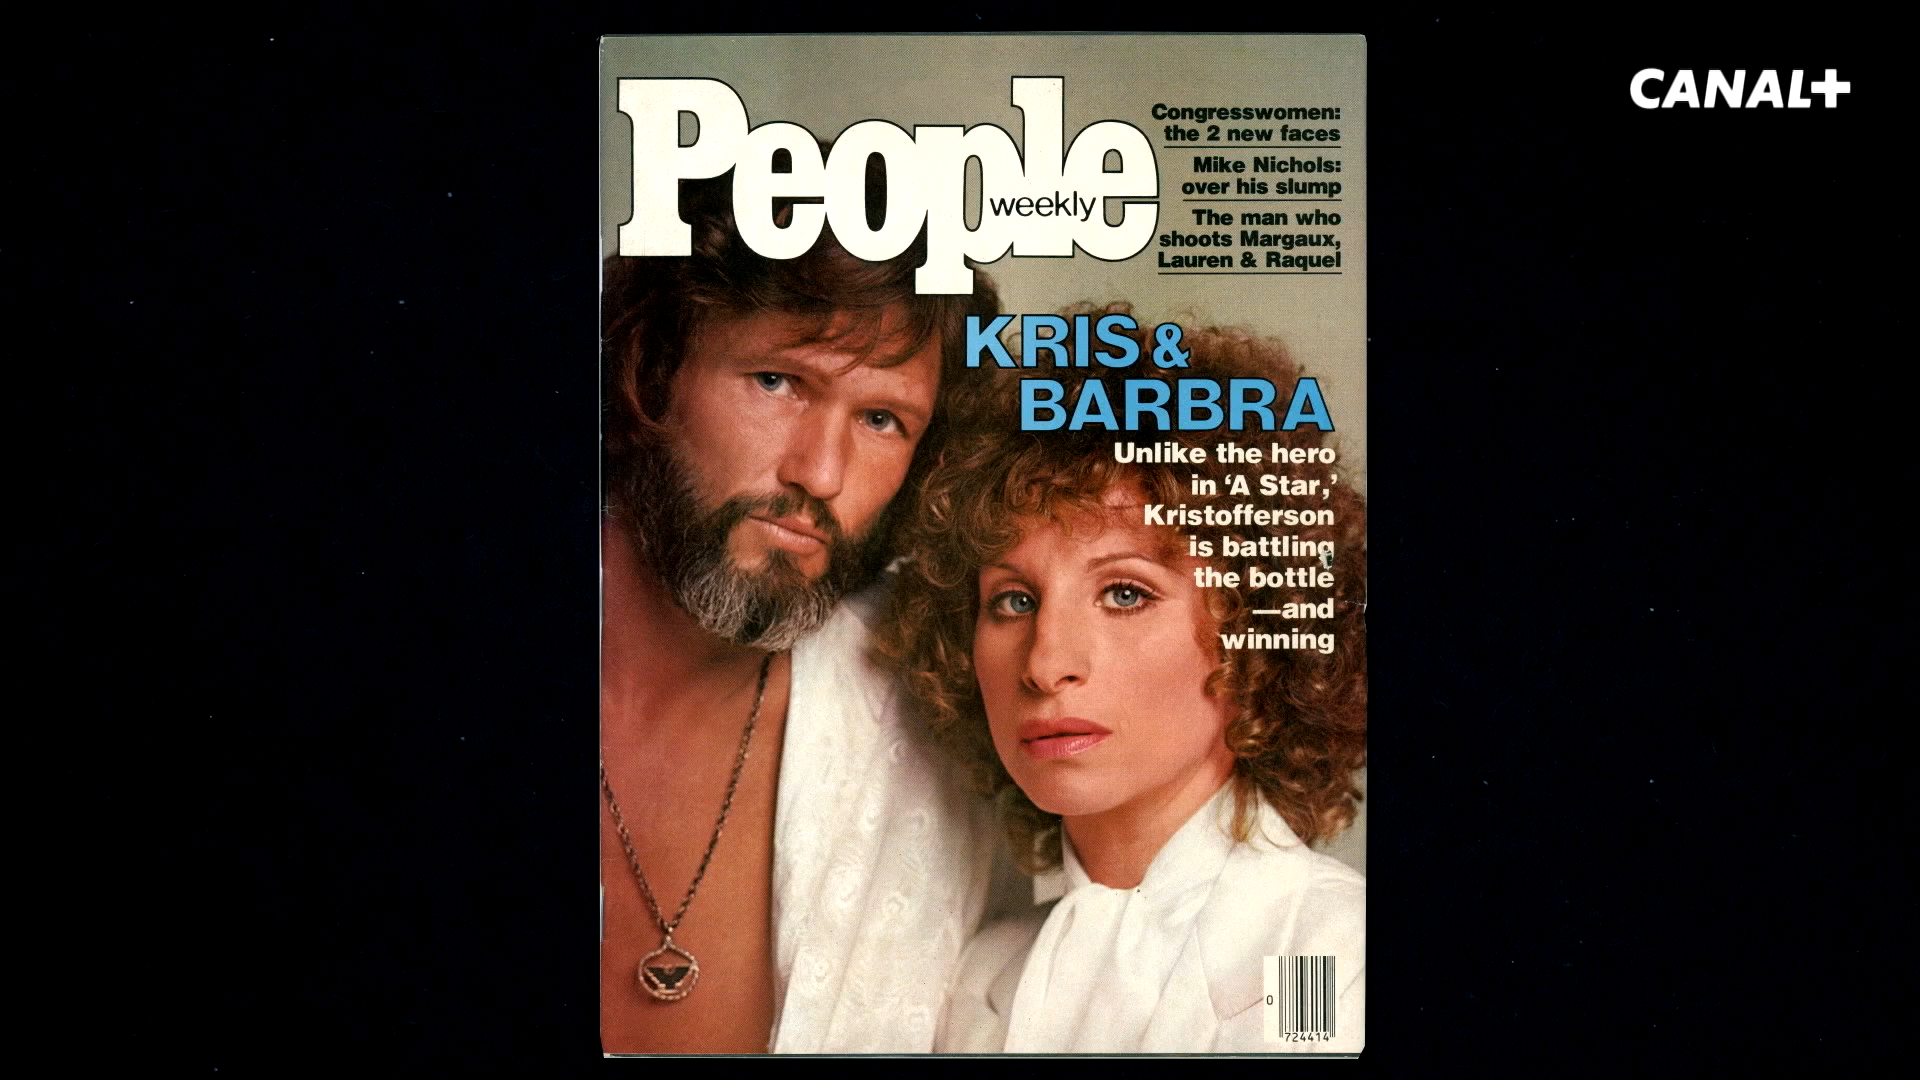 People
weekly
Congresswomen:
the 2 new faces
Mike Nichols:
over his slump
The man who
shoots Margaux,
Lauren & Raquel
KRIS &
BARBRA
Unlike the hero
in ‘A Star,’
Kristofferson
is battling
the bottle
—and
winning
0
724414
CANAL+